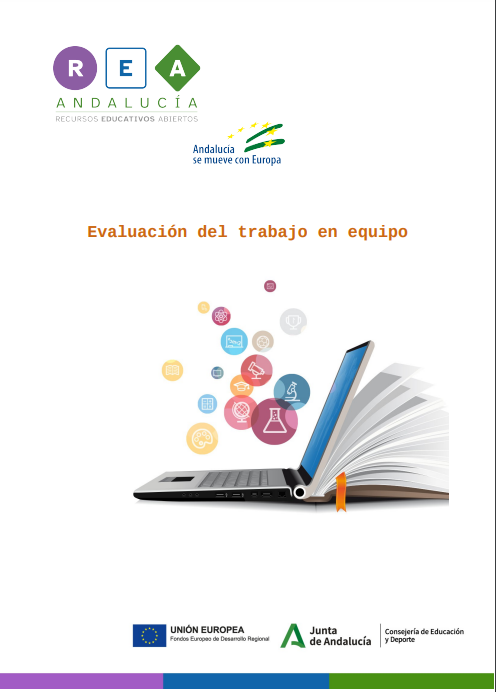 R E A
ANDALUCÍA
RECURSOS EDUCATIVOS ABIERTOS
Andalucía
se mueve con Europa
Evaluación del trabajo en equipo
UNIÓN EUROPEA
Fondos Europeo de Desarrollo Regional
Junta
de Andalucía
Consejería de Educación
y Deporte